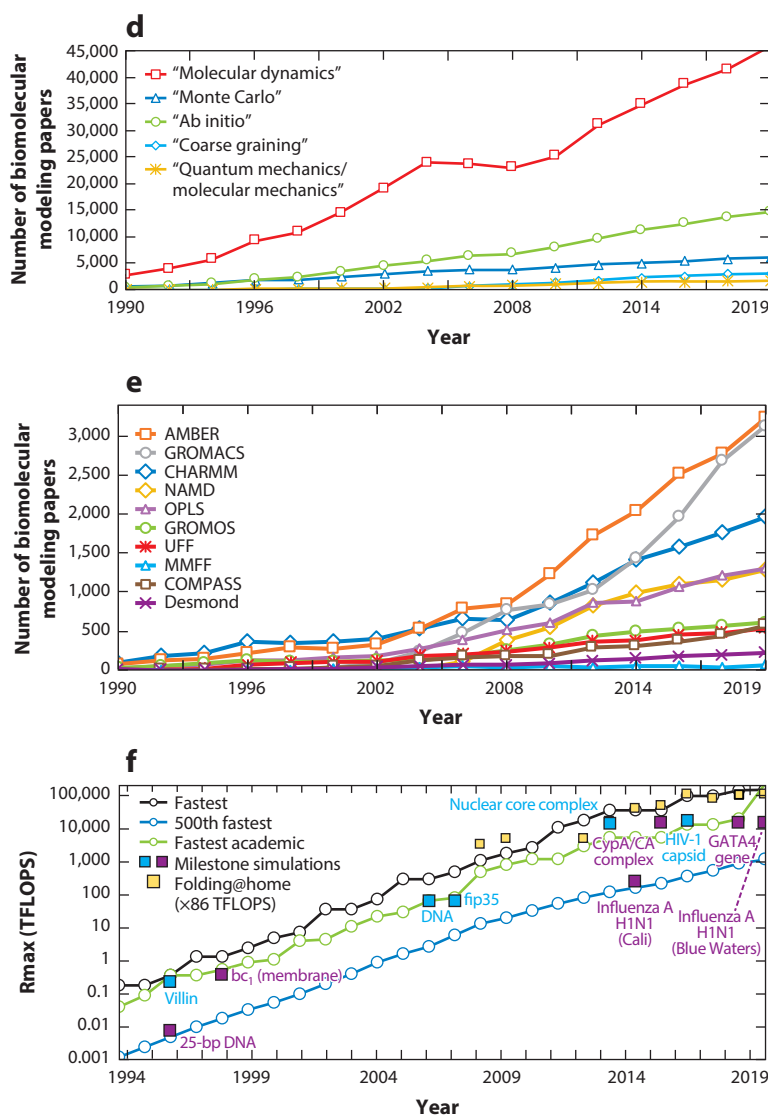 d
45,000
40,000
35,000
30,000
25,000
20,000
15,000
10,000
5,000
0
Number of biomolecular
modeling papers
"Molecular dynamics"
"Monte Carlo"
"Ab initio"
"Coarse graining"
"Quantum mechanics/
molecular mechanics"
1990 1996 2002 2008 2014 2019
Year
e
3,000
2,500
2,000
1,500
1,000
500
0
Number of biomolecular
modeling papers
AMBER
GROMACS
CHARMM
NAMD
OPLS
GROMOS
UFF
MMFF
COMPASS
Desmond
1990 1996 2002 2008 2014 2019
Year
f
100,000
10,000
1,000
100
10
1
0.1
0.01
0.001
Rmax (TFLOPS)
Fastest
500th fastest
Fastest academic
Milestone simulations
Folding@home
(×86 TFLOPS)
Nuclear core complex
CypA/CA
complex
HIV-1
capsid
GATA4
gene
DNA
fip35
Influenza A
H1N1
(Cali)
Influenza A
H1N1
(Blue Waters)
Villin
bc1 (membrane)
25-bp DNA
1994 1999 2004 2009 2014 2019
Year